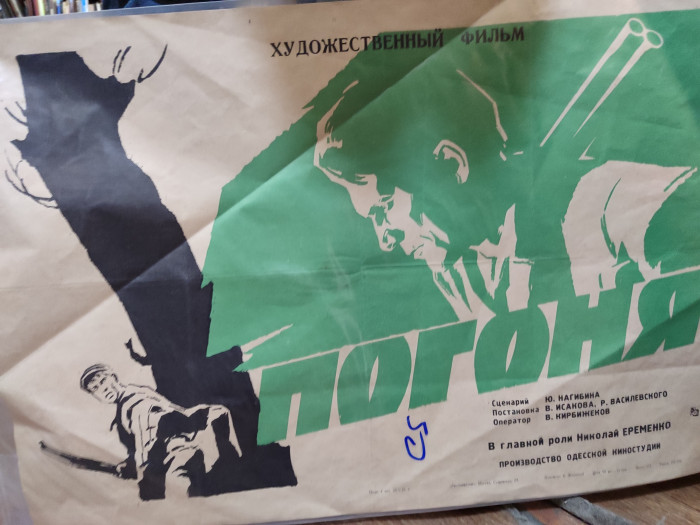 ХУДОЖЕСТВЕННЫЙ ФИЛЬМ
ПОГОНЯ
Сценарий Ю. НАГИБИНА
Постановка В. ИСАКОВА, Р. ВАСИЛЕВСКОГО
Оператор В. КИРБИЖЕКОВ
В главной роли Николай ЕРЕМЕНКО
ПРОИЗВОДСТВО ОДЕССКОЙ КИНОСТУДИИ